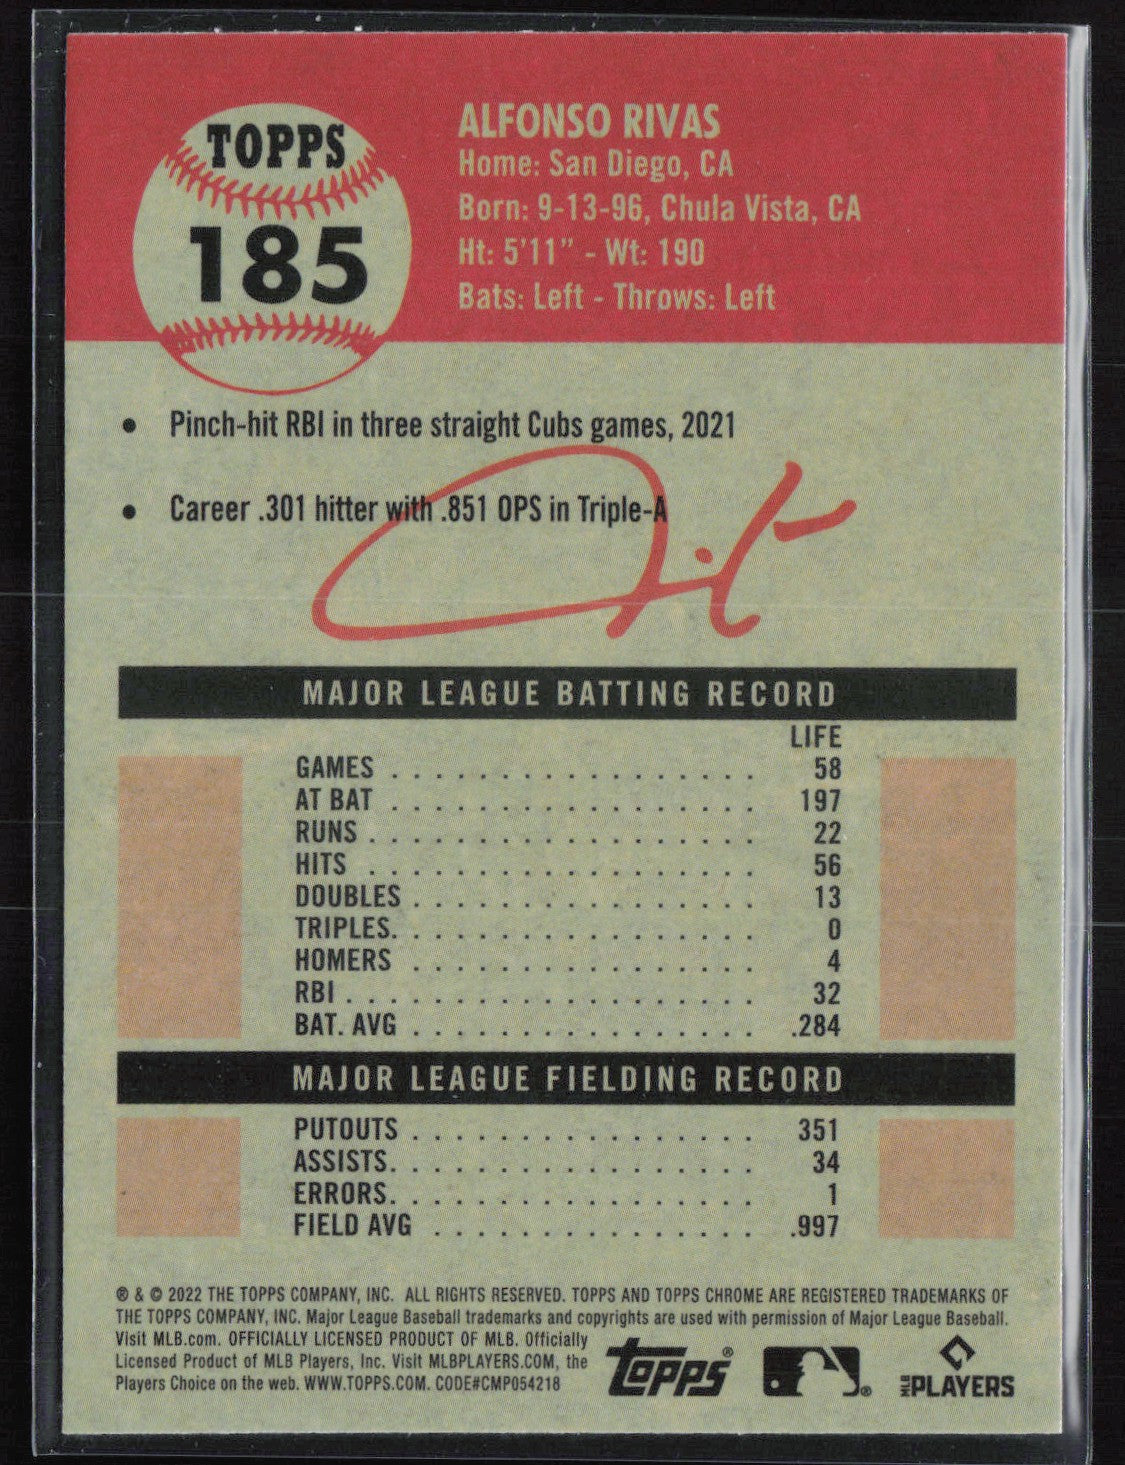 TOPPS
185
ALFONSO RIVAS
Home: San Diego, CA
Born: 9-13-96, Chula Vista, CA
Ht: 5'11" - Wt: 190
Bats: Left - Throws: Left
• Pinch-hit RBI in three straight Cubs games, 2021
• Career .301 hitter with .851 OPS in Triple-A
MAJOR LEAGUE BATTING RECORD
LIFE
GAMES 58
AT BAT 197
RUNS 22
HITS 56
DOUBLES 13
TRIPLES 0
HOMERS 4
RBI 32
BAT. AVG .284
MAJOR LEAGUE FIELDING RECORD
PUTOUTS 351
ASSISTS 34
ERRORS 1
FIELD AVG .997
® & © 2022 THE TOPPS COMPANY, INC. ALL RIGHTS RESERVED. TOPPS AND TOPPS CHROME ARE REGISTERED TRADEMARKS OF
THE TOPPS COMPANY, INC. Major League Baseball trademarks and copyrights are used with permission of Major League Baseball.
Visit MLB.com. OFFICIALLY LICENSED PRODUCT OF MLB. Officially
Licensed Product of MLB Players, Inc. Visit MLBPLAYERS.COM, the
Players Choice on the web. WWW.TOPPS.COM. CODE#CMP054218
topps®
®
MLB PLAYERS